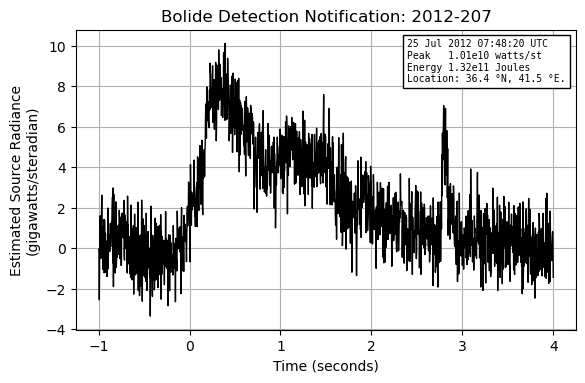 Bolide Detection Notification: 2012-207
25 Jul 2012 07:48:20 UTC
Peak   1.01e10 watts/st
Energy 1.32e11 Joules
Location: 36.4 °N, 41.5 °E.
Estimated Source Radiance
(gigawatts/steradian)
10
8
6
4
2
0
−2
−4
−1 0 1 2 3 4
Time (seconds)